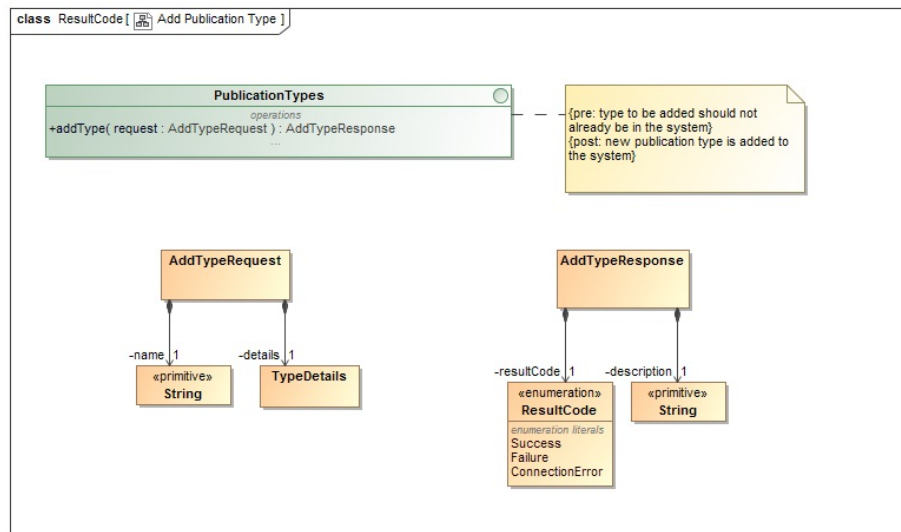 class ResultCode [ Add Publication Type ]
PublicationTypes
operations
+addType( request : AddTypeRequest ) : AddTypeResponse
...
{pre: type to be added should not
already be in the system}
{post: new publication type is added to
the system}
AddTypeRequest
AddTypeResponse
-name 1
-details 1
-resultCode 1
-description 1
«primitive»
String
TypeDetails
«enumeration»
ResultCode
enumeration literals
Success
Failure
ConnectionError
«primitive»
String